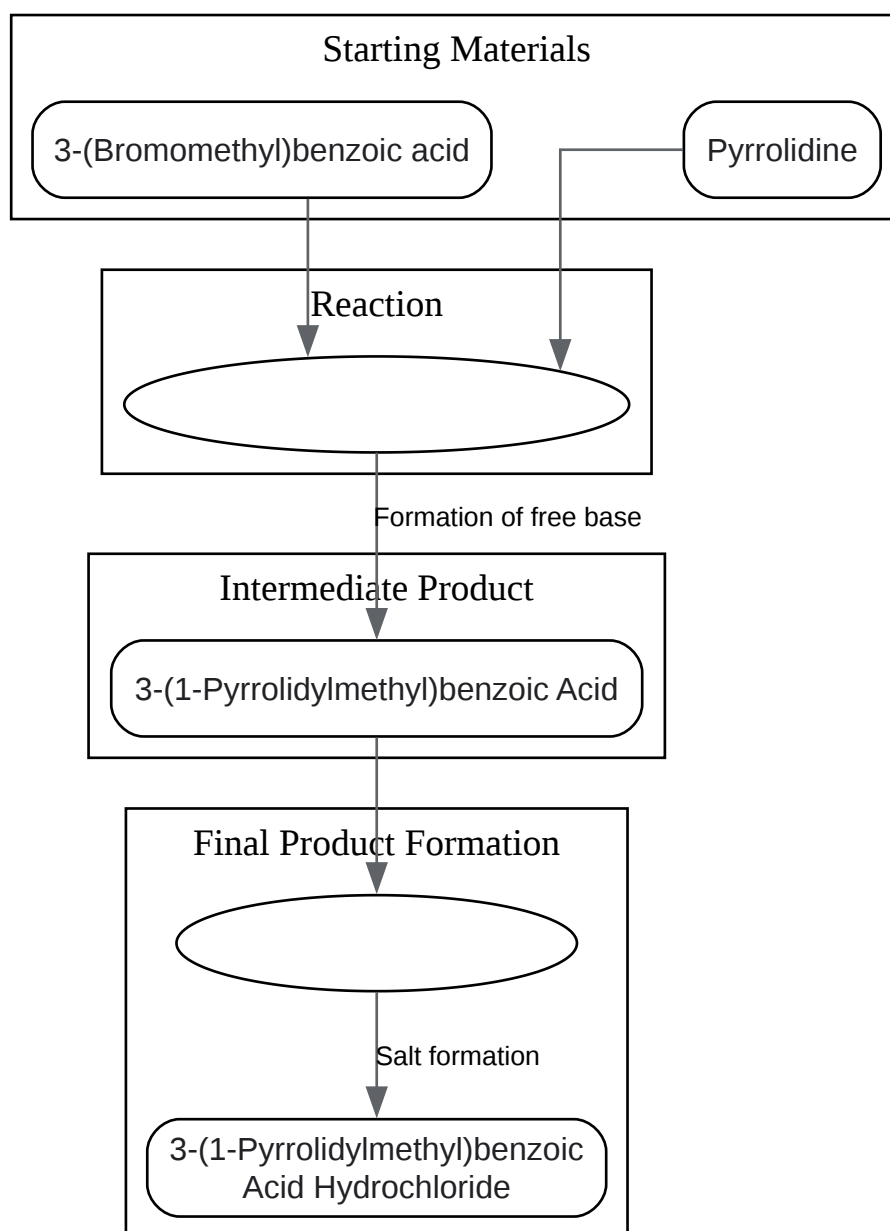 Starting Materials
3-(Bromomethyl)benzoic acid
Pyrrolidine
Reaction
Formation of free base
Intermediate Product
3-(1-Pyrrolidylmethyl)benzoic Acid
Final Product Formation
Salt formation
3-(1-Pyrrolidylmethyl)benzoic
Acid Hydrochloride